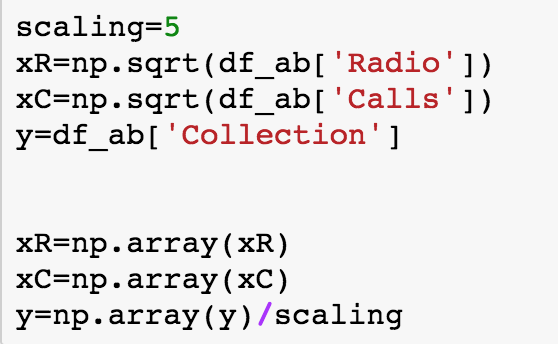 scaling=5
xR=np.sqrt(df_ab['Radio'])
xC=np.sqrt(df_ab['Calls'])
y=df_ab['Collection']
xR=np.array(xR)
xC=np.array(xC)
y=np.array(y)/scaling